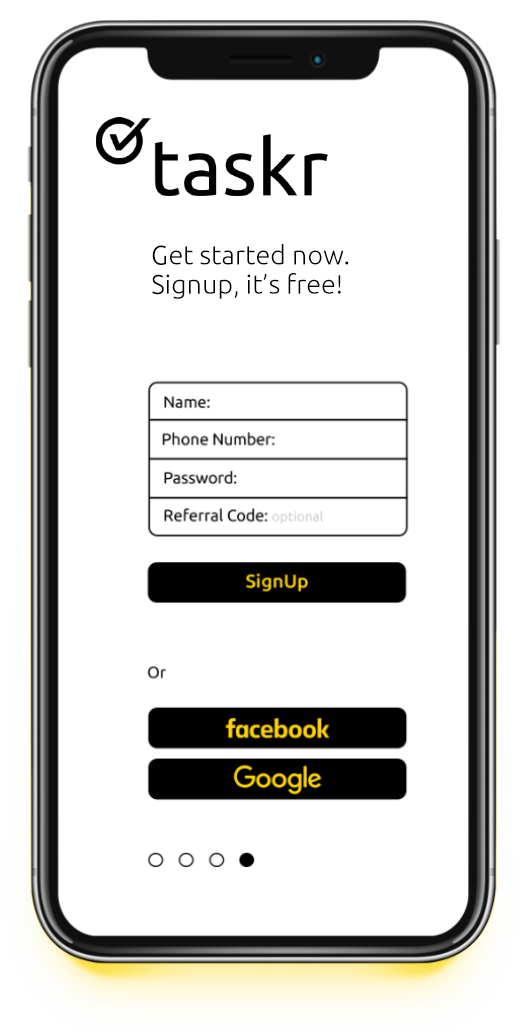 taskr
Get started now.
Signup, it’s free!
Name:
Phone Number:
Password:
Referral Code: optional
SignUp
Or
facebook
Google